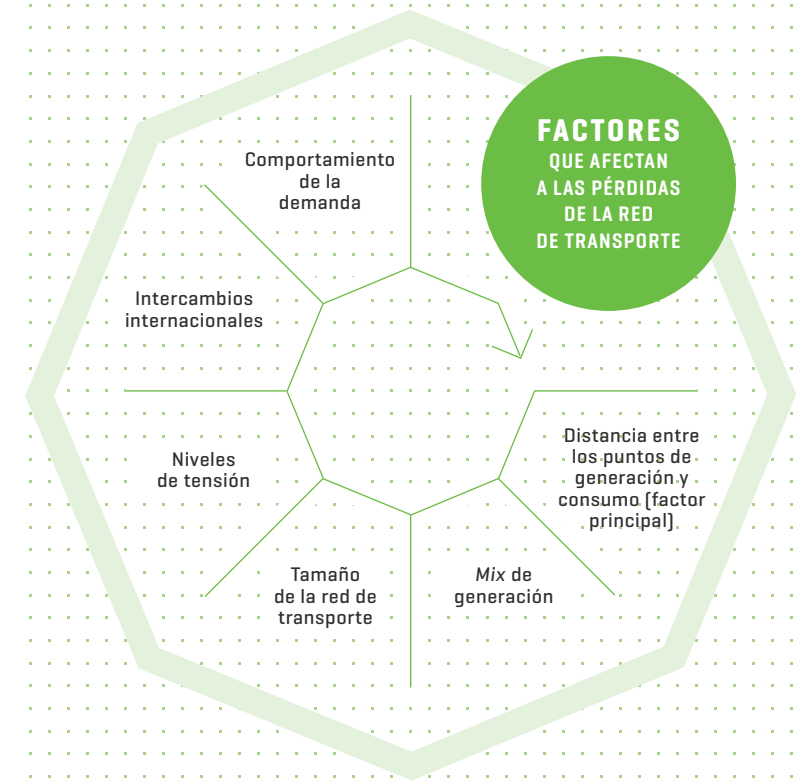 FACTORES
QUE AFECTAN
A LAS PÉRDIDAS
DE LA RED
DE TRANSPORTE
Comportamiento
de la
demanda
Intercambios
internacionales
Niveles
de tensión
Tamaño
de la red de
transporte
Mix de
generación
Distancia entre
los puntos de
generación y
consumo (factor
principal)